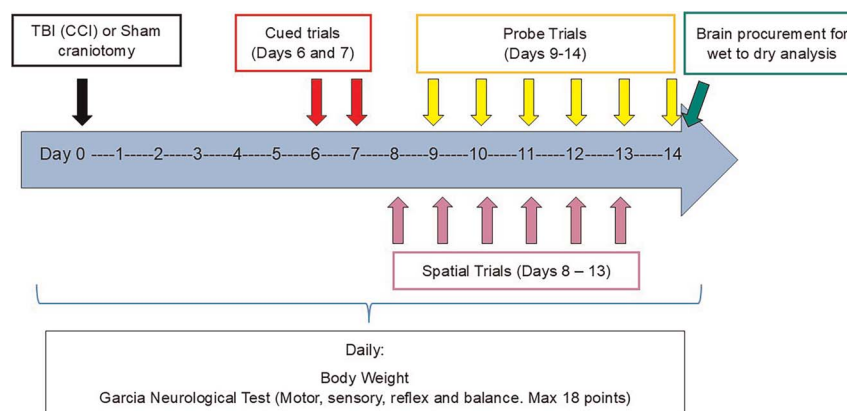 TBI (CCI) or Sham
craniotomy
Cued trials
(Days 6 and 7)
Probe Trials
(Days 9-14)
Brain procurement for
wet to dry analysis
Day 0 ----1-----2-----3-----4-----5-----6-----7-----8-----9-----10-----11-----12-----13-----14
Spatial Trials (Days 8 – 13)
Daily:
Body Weight
Garcia Neurological Test (Motor, sensory, reflex and balance. Max 18 points)